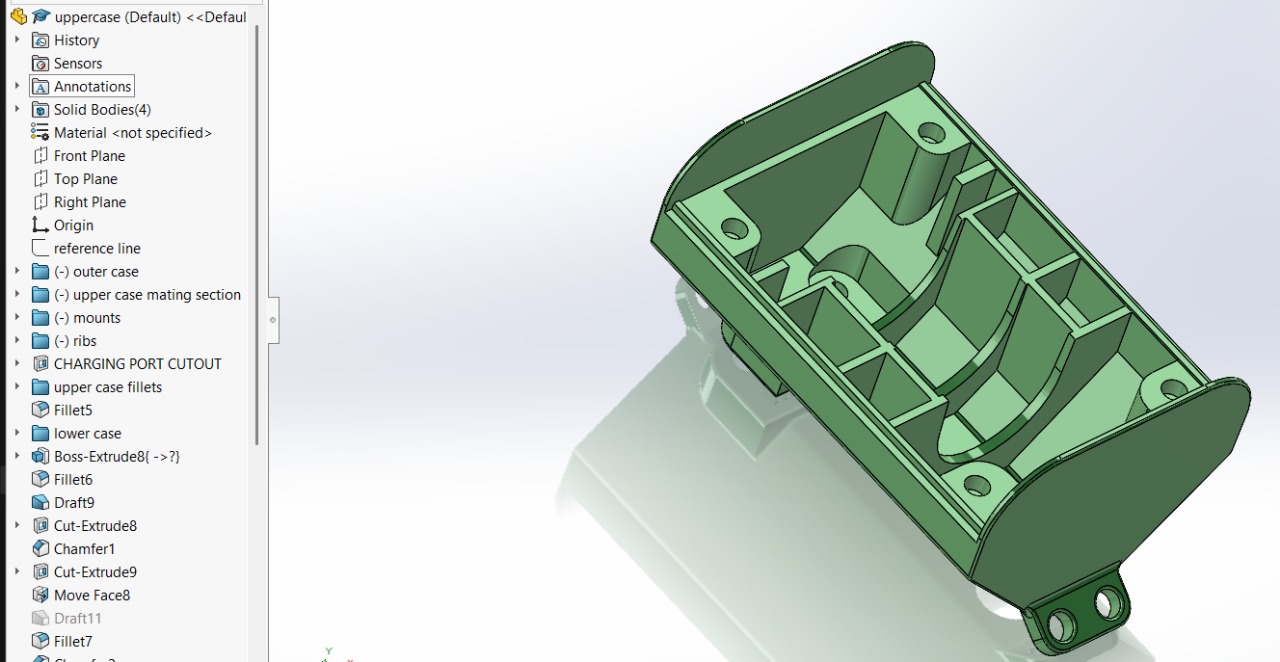 uppercase (Default) <<Defaul
History
Sensors
Annotations
Solid Bodies(4)
Material <not specified>
Front Plane
Top Plane
Right Plane
Origin
reference line
(-) outer case
(-) upper case mating section
(-) mounts
(-) ribs
CHARGING PORT CUTOUT
upper case fillets
Fillet5
lower case
Boss-Extrude8{ ->?}
Fillet6
Draft9
Cut-Extrude8
Chamfer1
Cut-Extrude9
Move Face8
Draft11
Fillet7
Y